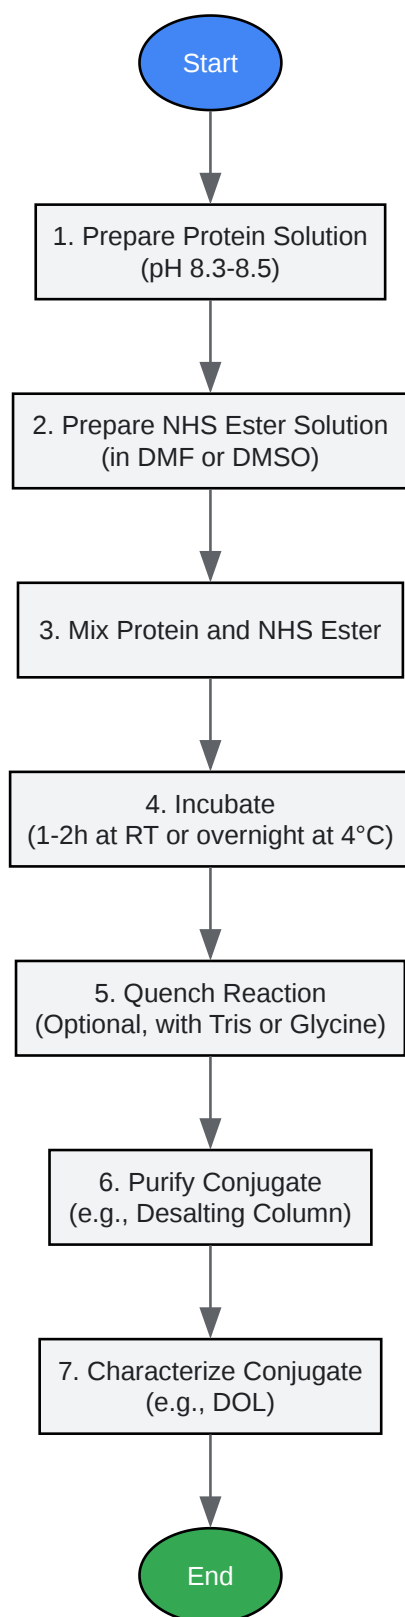 Start
1. Prepare Protein Solution
(pH 8.3-8.5)
2. Prepare NHS Ester Solution
(in DMF or DMSO)
3. Mix Protein and NHS Ester
4. Incubate
(1-2h at RT or overnight at 4°C)
5. Quench Reaction
(Optional, with Tris or Glycine)
6. Purify Conjugate
(e.g., Desalting Column)
7. Characterize Conjugate
(e.g., DOL)
End